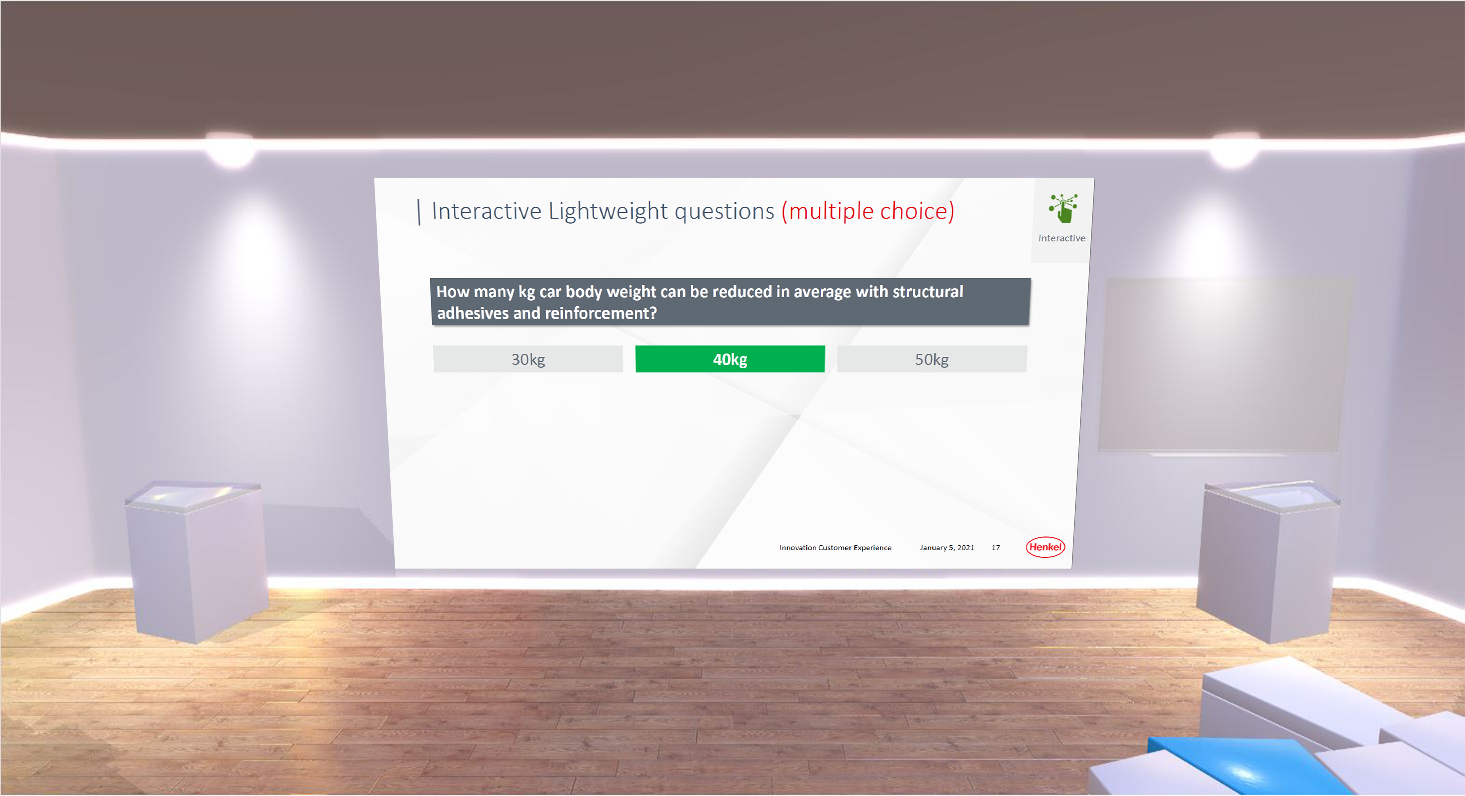 Interactive Lightweight questions (multiple choice)
Interactive
How many kg car body weight can be reduced in average with structural
adhesives and reinforcement?
30kg
40kg
50kg
Innovation Customer Experience January 5, 2021 17 Henkel